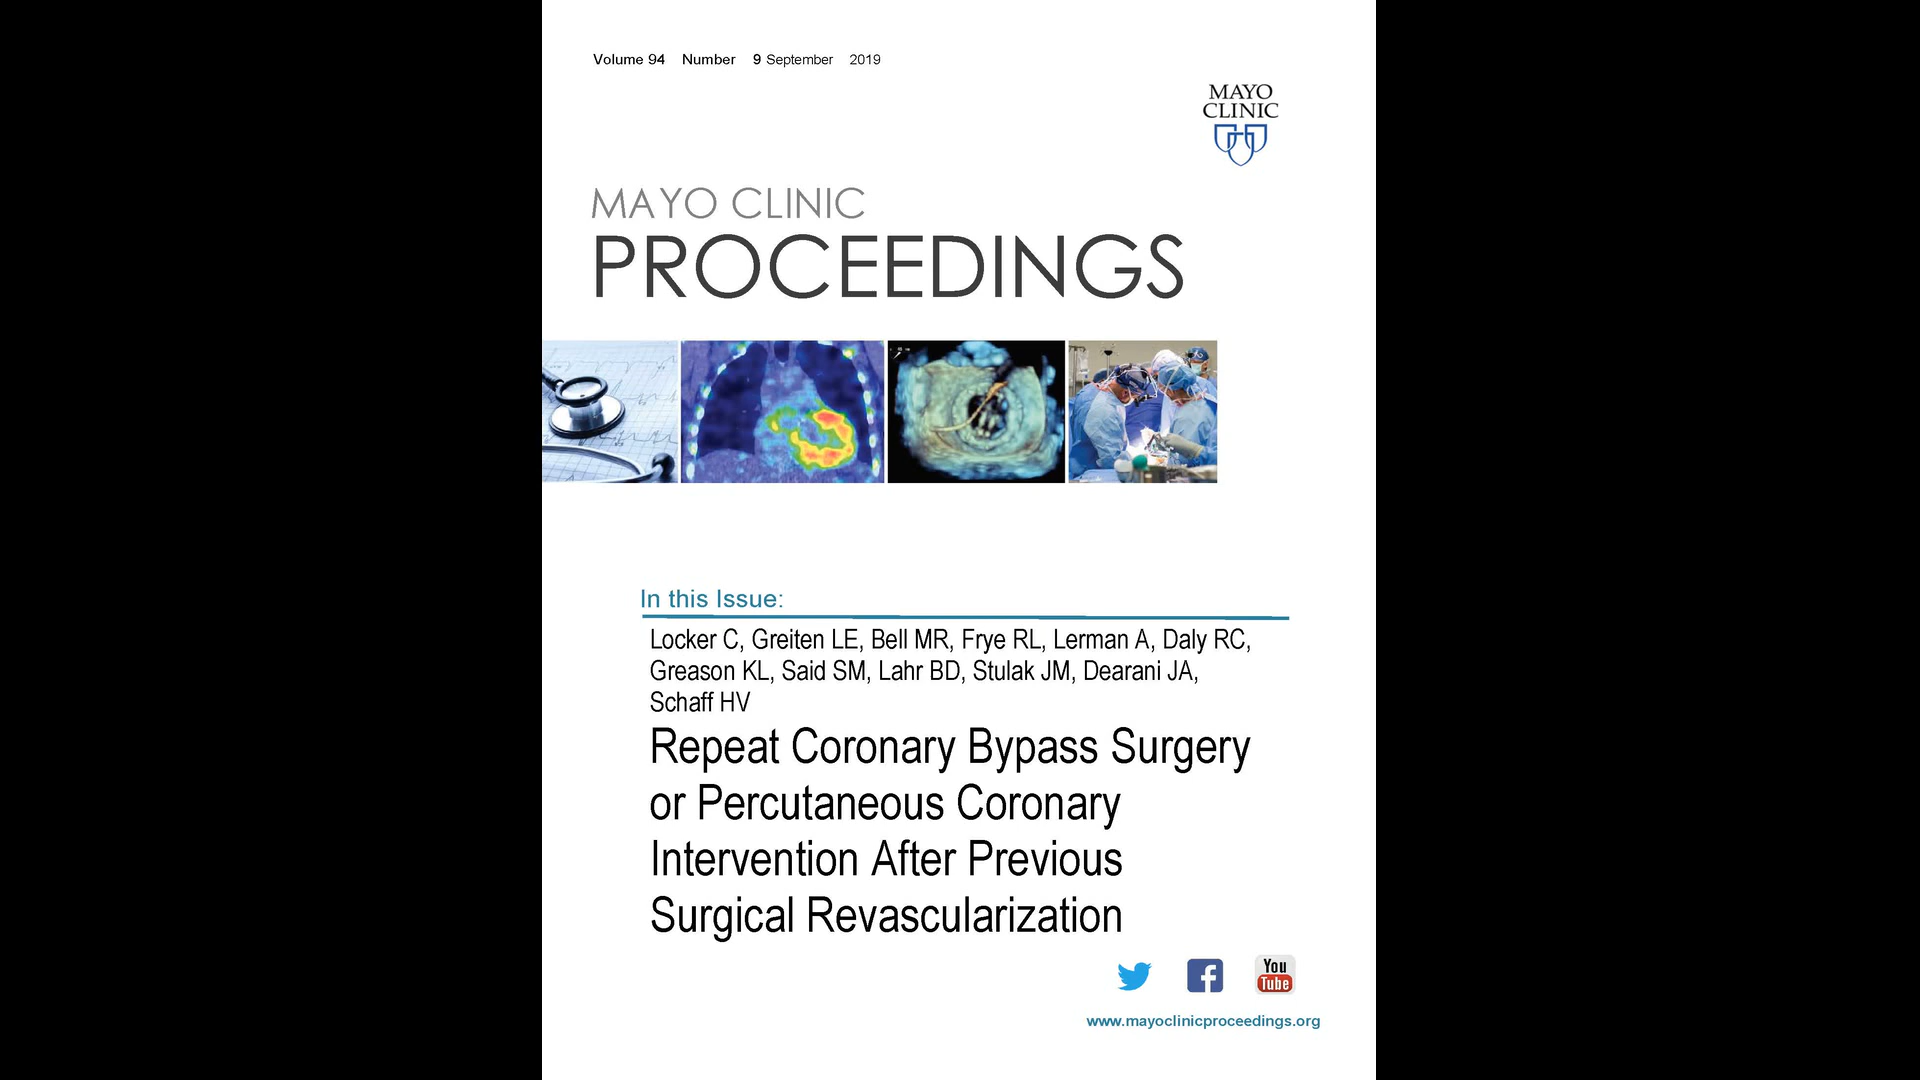 Volume 94 Number 9 September 2019
MAYO
CLINIC
MAYO CLINIC
PROCEEDINGS
In this Issue:
Locker C, Greiten LE, Bell MR, Frye RL, Lerman A, Daly RC,
Greason KL, Said SM, Lahr BD, Stulak JM, Dearani JA,
Schaff HV
Repeat Coronary Bypass Surgery
or Percutaneous Coronary
Intervention After Previous
Surgical Revascularization
You
Tube
www.mayoclinicproceedings.org